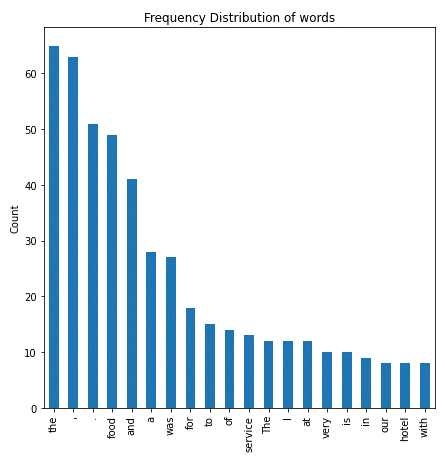 Frequency Distribution of words
Count
60
50
40
30
20
10
0
the
,
.
food
and
a
was
for
to
of
service
The
I
at
very
is
in
our
hotel
with